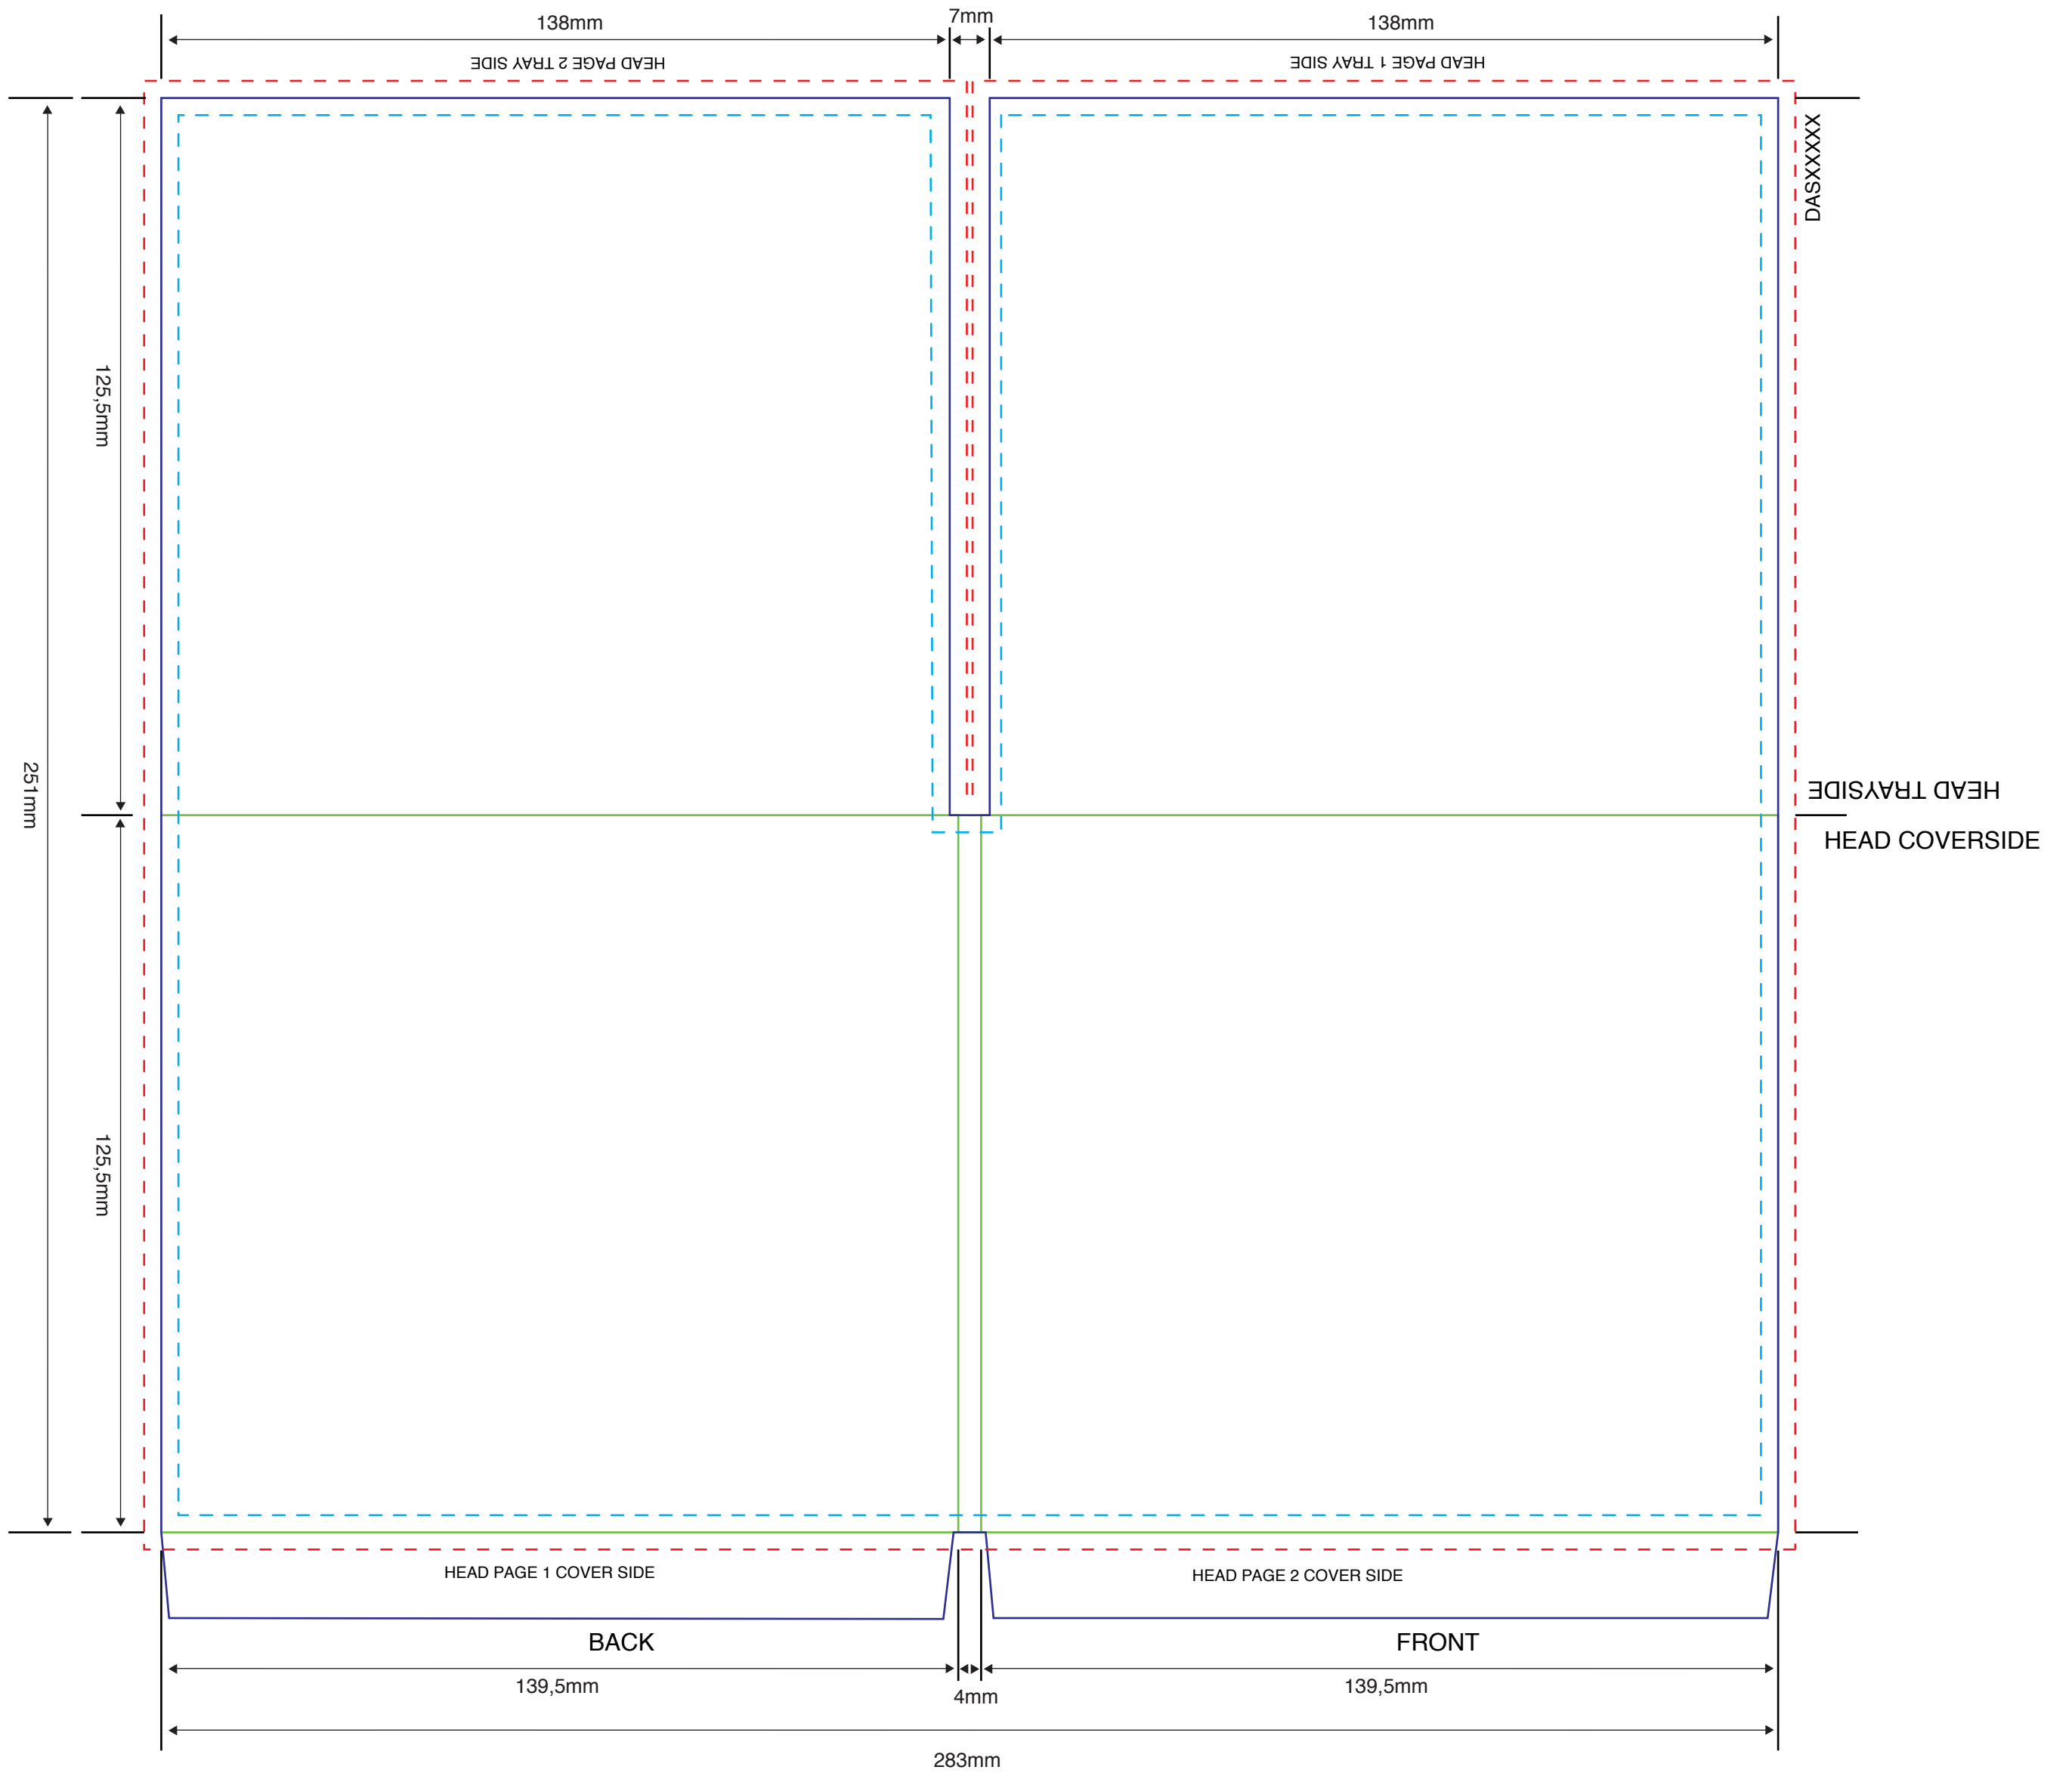 138mm
7mm
138mm
HEAD PAGE 2 TRAY SIDE
HEAD PAGE 1 TRAY SIDE
DASXXXXX
125,5mm
251mm
HEAD TRAYSIDE
HEAD COVERSIDE
125,5mm
HEAD PAGE 1 COVER SIDE
HEAD PAGE 2 COVER SIDE
BACK
FRONT
139,5mm
4mm
139,5mm
283mm